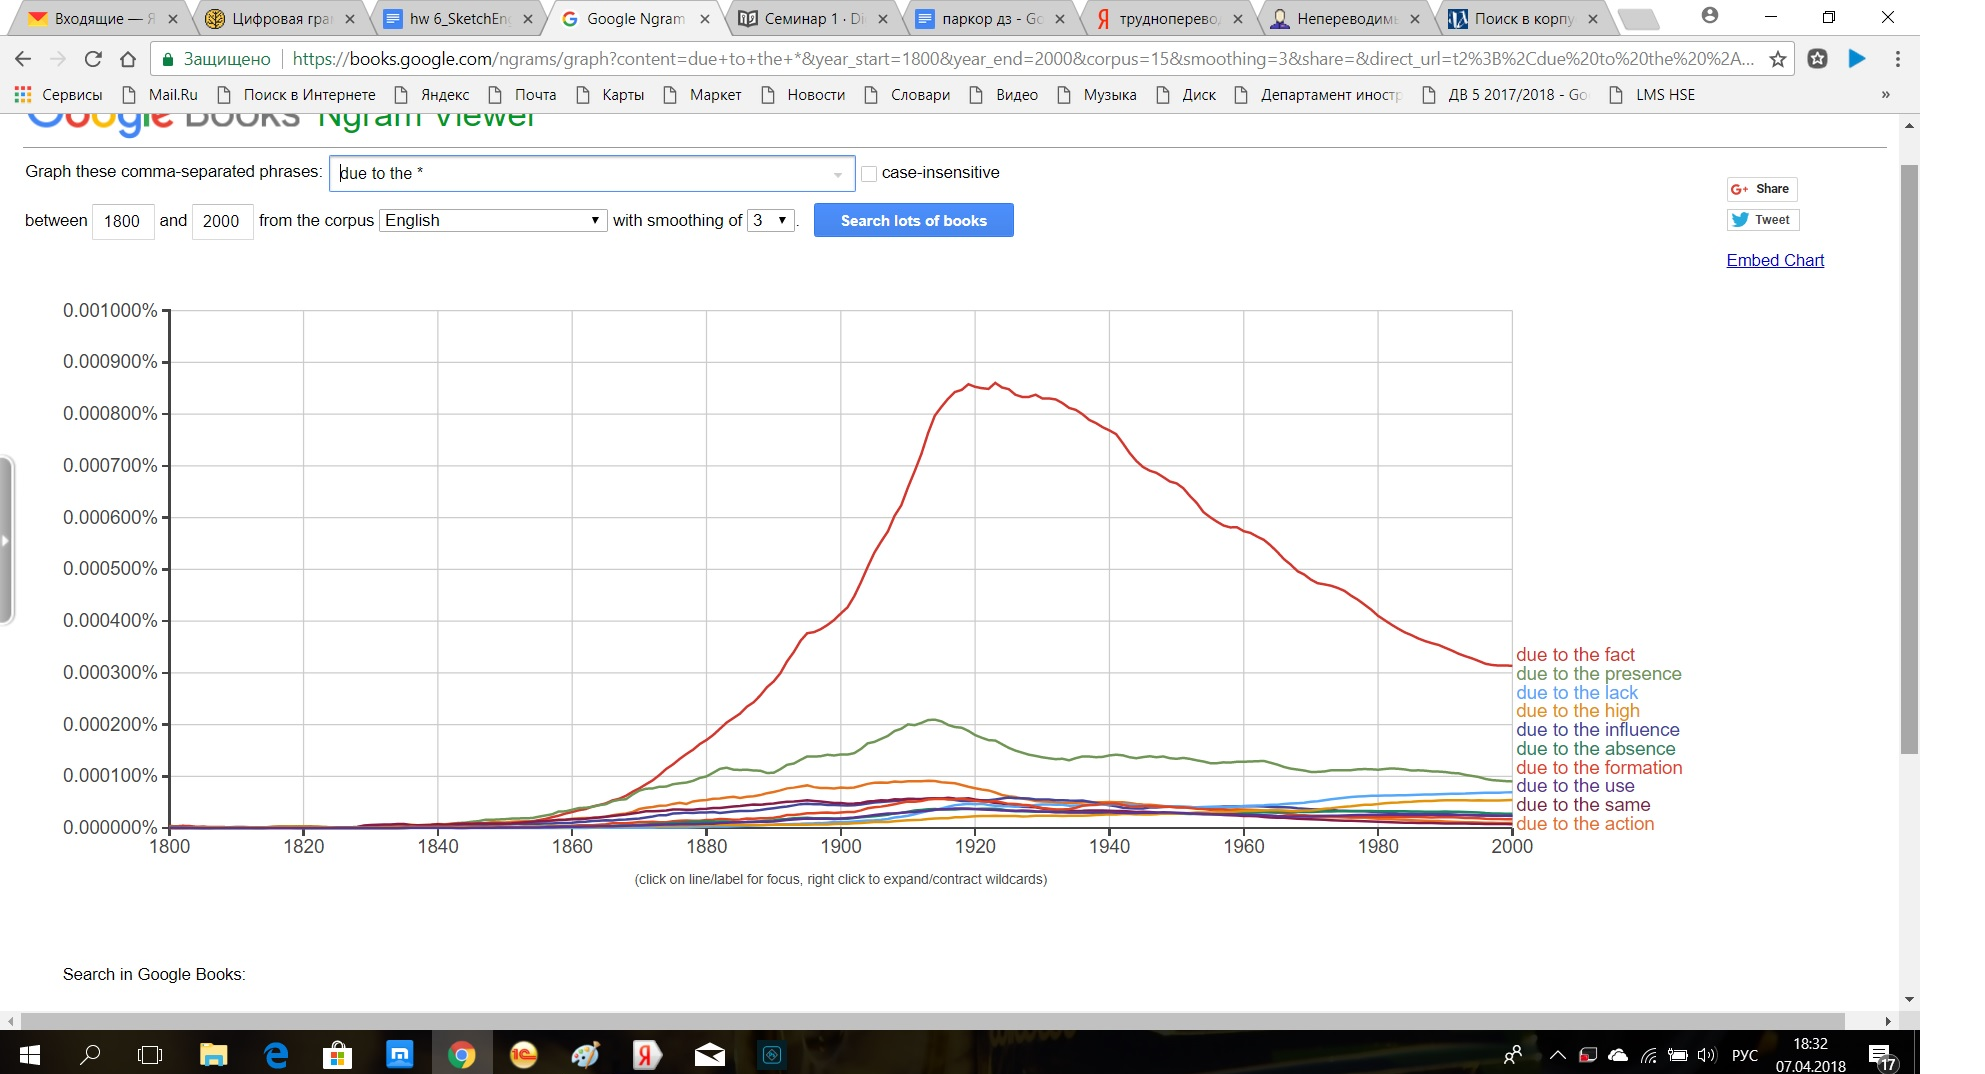 Входящие — Я
Цифровая гра
hw 6_SketchEn
Google Ngram
Семинар 1 · Di
паркор дз - Go
трудноперево
Непереводимь
Поиск в корпу
Защищено
https://books.google.com/ngrams/graph?content=due+to+the+*&year_start=1800&year_end=2000&corpus=15&smoothing=3&share=&direct_url=t2%3B%2Cdue%20to%20the%20%2A...
Сервисы
Mail.Ru
Поиск в Интернете
Яндекс
Почта
Карты
Маркет
Новости
Словари
Видео
Музыка
Диск
Департамент иностр
ДВ 5 2017/2018 - Go
LMS HSE
»
Google Books Ngram Viewer
Graph these comma-separated phrases: due to the * case-insensitive
between 1800 and 2000 from the corpus English with smoothing of 3 . Search lots of books
G+ Share
Tweet
Embed Chart
0.001000%
0.000900%
0.000800%
0.000700%
0.000600%
0.000500%
0.000400%
0.000300%
0.000200%
0.000100%
0.000000%
due to the fact
due to the presence
due to the lack
due to the high
due to the influence
due to the absence
due to the formation
due to the use
due to the same
due to the action
1800 1820 1840 1860 1880 1900 1920 1940 1960 1980 2000
(click on line/label for focus, right click to expand/contract wildcards)
Search in Google Books:
1С
Я
РУС
18:32
07.04.2018
17